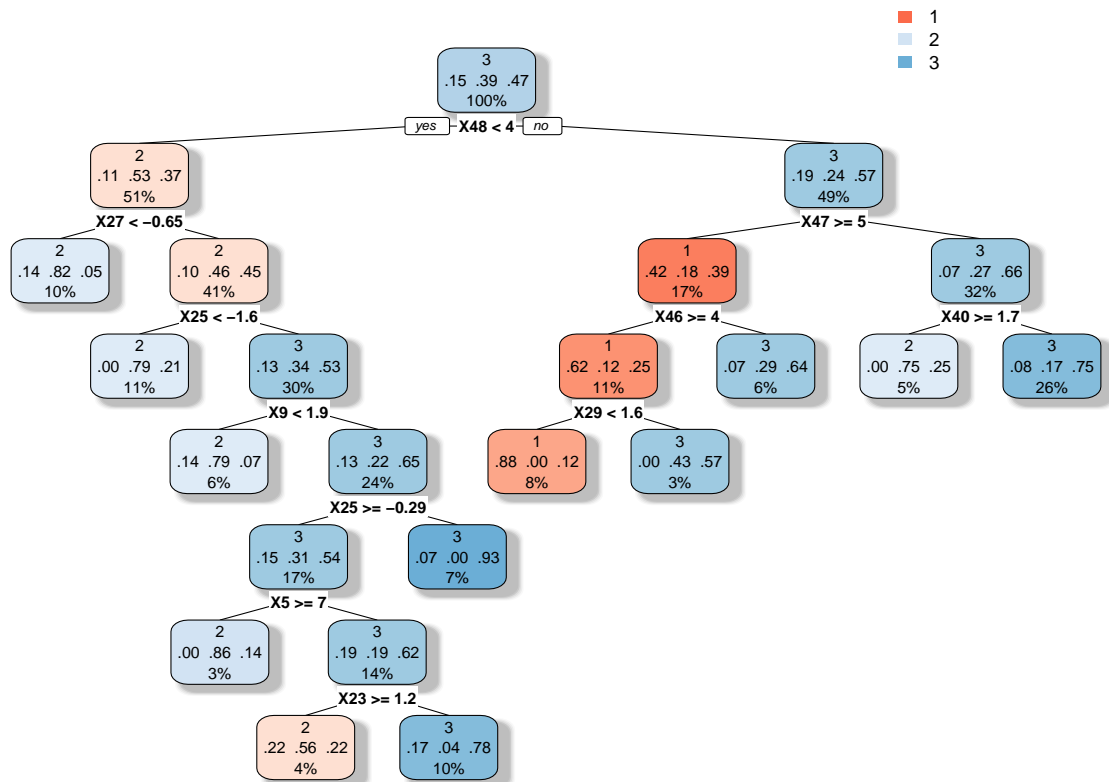 1
2
3
3
.15 .39 .47
100%
yes X48 < 4 no
2
.11 .53 .37
51%
X27 < −0.65
3
.19 .24 .57
49%
X47 >= 5
2
.14 .82 .05
10%
2
.10 .46 .45
41%
X25 < −1.6
1
.42 .18 .39
17%
X46 >= 4
3
.07 .27 .66
32%
X40 >= 1.7
2
.00 .79 .21
11%
3
.13 .34 .53
30%
X9 < 1.9
1
.62 .12 .25
11%
X29 < 1.6
3
.07 .29 .64
6%
2
.00 .75 .25
5%
3
.08 .17 .75
26%
2
.14 .79 .07
6%
3
.13 .22 .65
24%
X25 >= −0.29
1
.88 .00 .12
8%
3
.00 .43 .57
3%
3
.15 .31 .54
17%
X5 >= 7
3
.07 .00 .93
7%
2
.00 .86 .14
3%
3
.19 .19 .62
14%
X23 >= 1.2
2
.22 .56 .22
4%
3
.17 .04 .78
10%